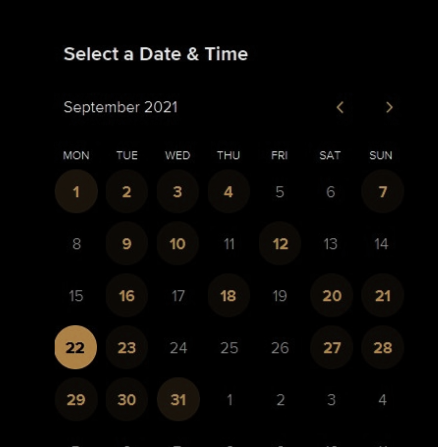 Select a Date & Time
September 2021
MON TUE WED THU FRI SAT SUN
1 2 3 4 5 6 7
8 9 10 11 12 13 14
15 16 17 18 19 20 21
22 23 24 25 26 27 28
29 30 31 1 2 3 4